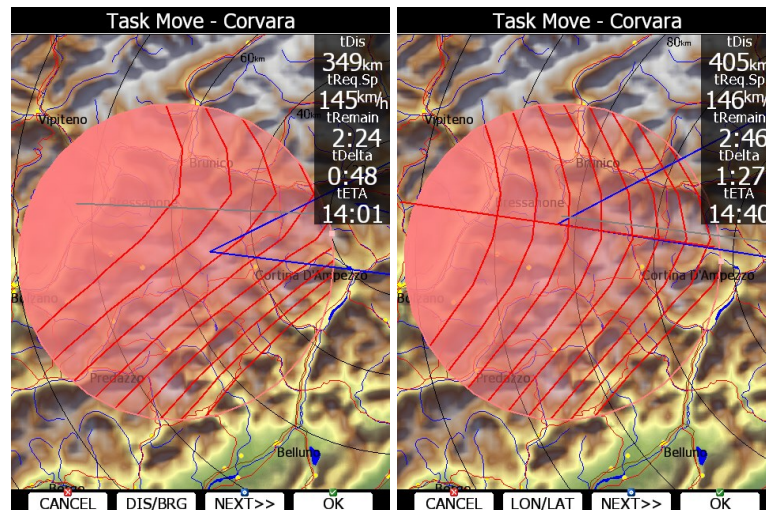 Task Move - Corvara
tDis
349km
tReq.Sp
145km/h
tRemain
2:24
tDelta
0:48
tETA
14:01
60km
Vipiteno
Brunico
Bressanone
Cortina D'Ampezzo
Predazzo
Belluno
CANCEL
DIS/BRG
NEXT>>
OK
Task Move - Corvara
tDis
405km
tReq.Sp
146km/
tRemain
2:46
tDelta
1:27
tETA
14:40
80km
Vipiteno
Brunico
Bressanone
Cortina D'Ampezzo
Predazzo
Belluno
CANCEL
LON/LAT
NEXT>>
OK